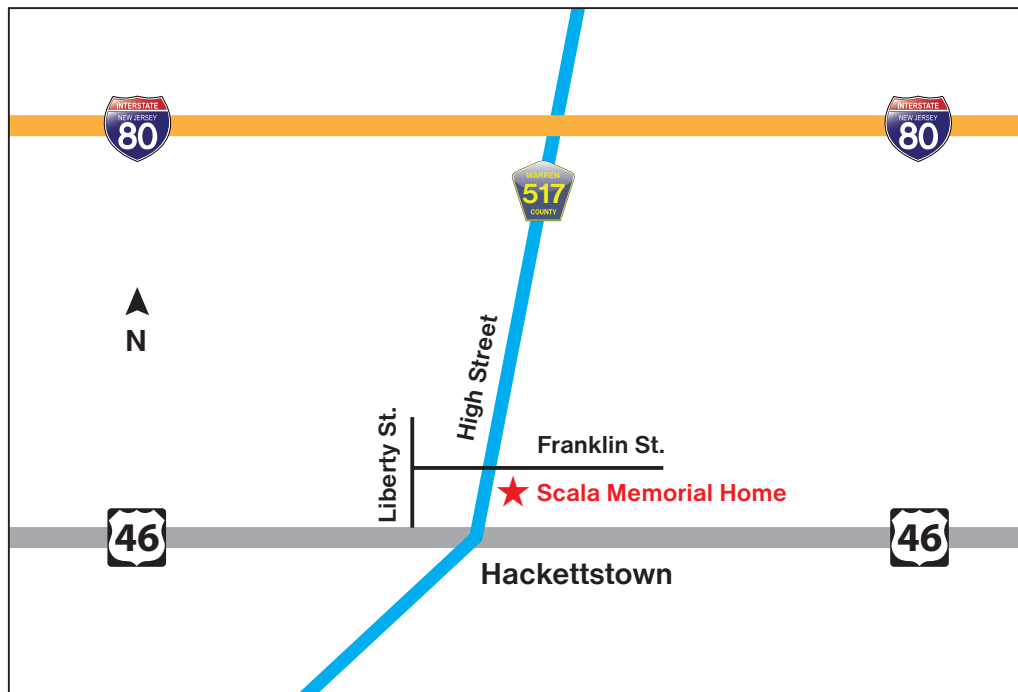 INTERSTATE
NEW JERSEY
80
INTERSTATE
NEW JERSEY
80
WARREN
517
COUNTY
N
High Street
Liberty St.
Franklin St.
Scala Memorial Home
46
46
Hackettstown